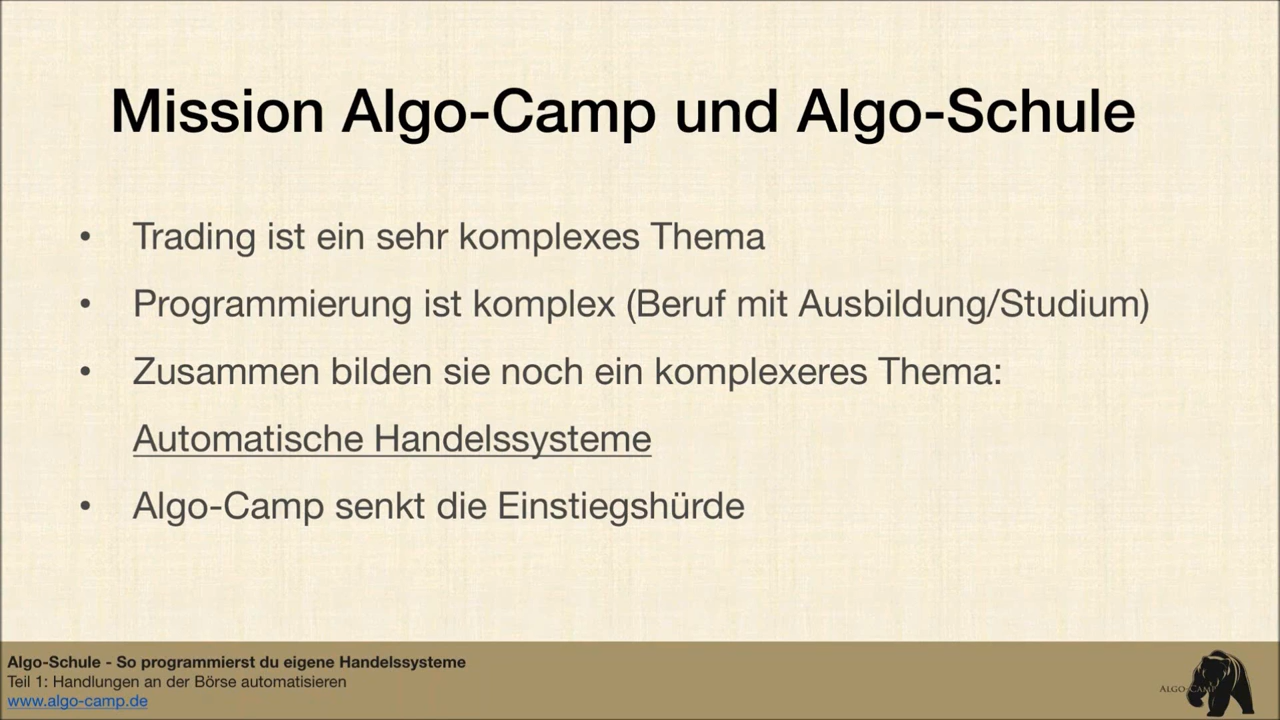 Mission Algo-Camp und Algo-Schule
• Trading ist ein sehr komplexes Thema
• Programmierung ist komplex (Beruf mit Ausbildung/Studium)
• Zusammen bilden sie noch ein komplexeres Thema:
Automatische Handelssysteme
• Algo-Camp senkt die Einstiegshürde
Algo-Schule - So programmierst du eigene Handelssysteme
Teil 1: Handlungen an der Börse automatisieren
www.algo-camp.de
ALGO-CAMP